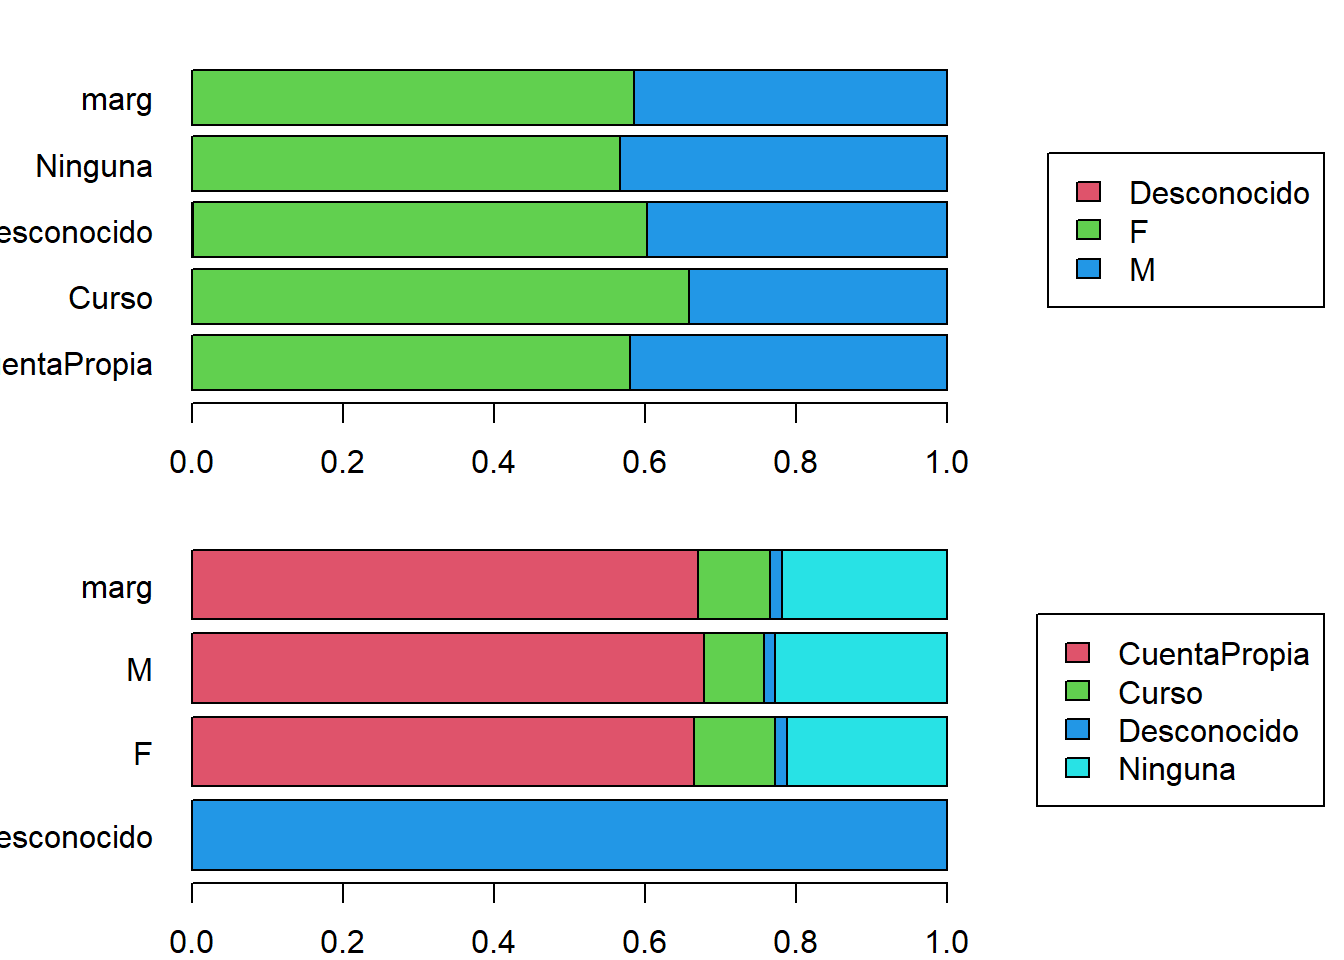 marg
Ninguna
esconocido
Curso
entaPropia
0.0 0.2 0.4 0.6 0.8 1.0
Desconocido
F
M
marg
M
F
esconocido
0.0 0.2 0.4 0.6 0.8 1.0
CuentaPropia
Curso
Desconocido
Ninguna